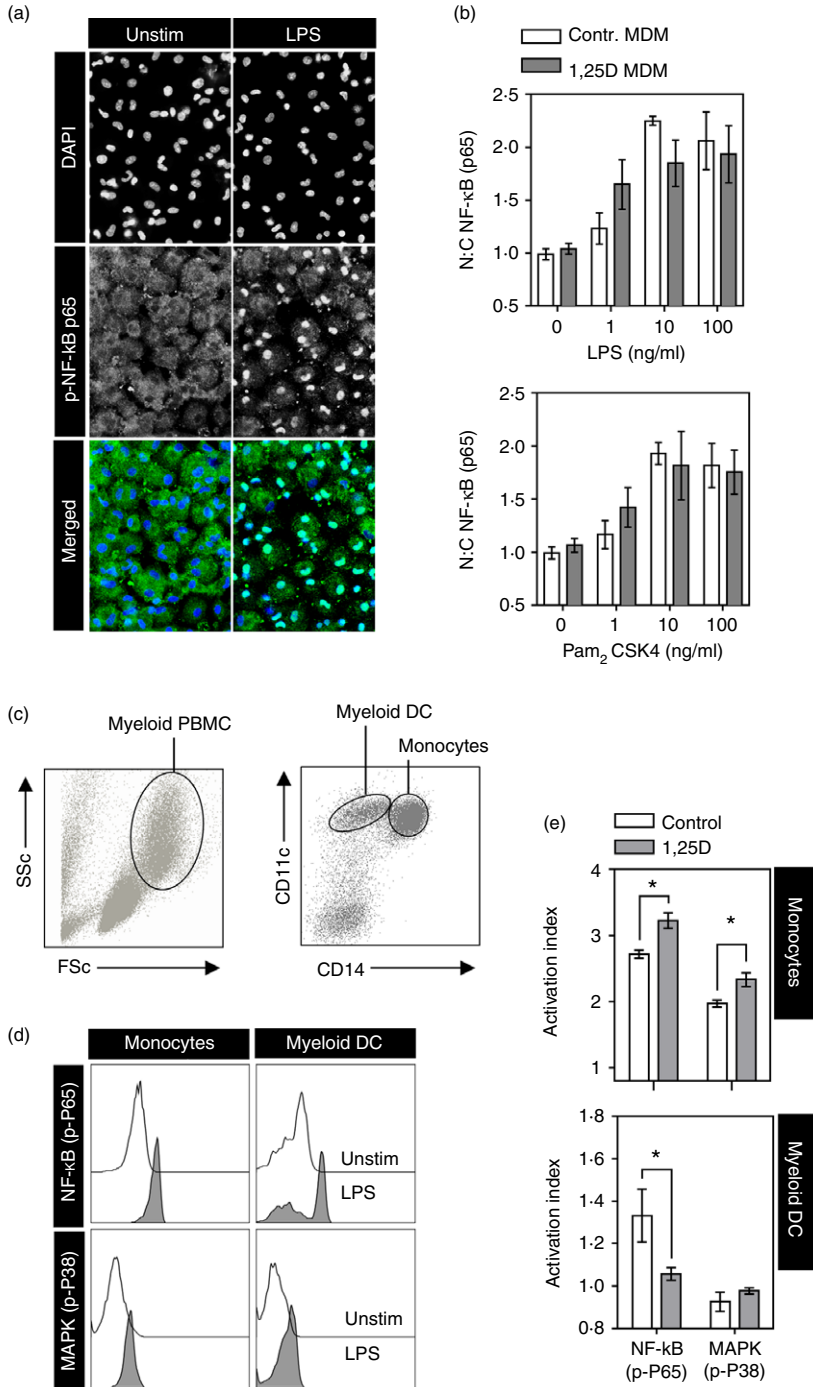 (a)
Unstim
LPS
DAPI
p-NF-kB p65
Merged
(b)
Contr. MDM
1,25D MDM
N:C NF-κB (p65)
2·5
2·0
1·5
1·0
0·5
0 1 10 100
LPS (ng/ml)
N:C NF-κB (p65)
2·5
2·0
1·5
1·0
0·5
0 1 10 100
Pam2 CSK4 (ng/ml)
(c)
Myeloid PBMC
SSc
FSc
Myeloid DC
Monocytes
CD11c
CD14
(d)
Monocytes
Myeloid DC
NF-κB (p-P65)
Unstim
LPS
MAPK (p-P38)
Unstim
LPS
(e)
Control
1,25D
Activation index
4
3
2
1
*
*
Monocytes
Activation index
1·8
1·6
1·4
1·2
1·0
0·8
*
Myeloid DC
NF-kB
(p-P65)
MAPK
(p-P38)